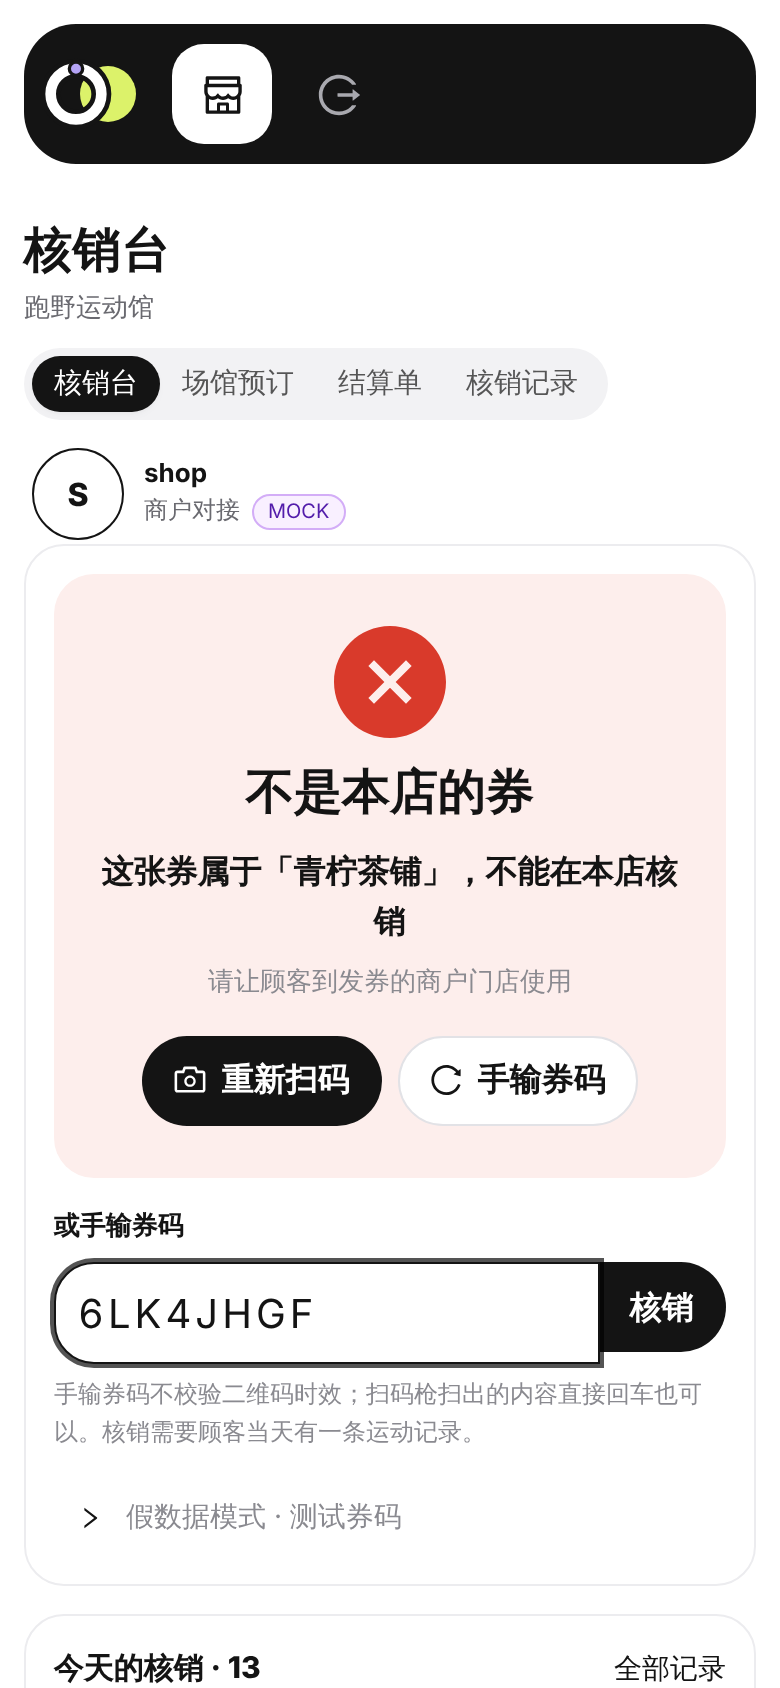 核销台
跑野运动馆
核销台 场馆预订 结算单 核销记录
S
shop
商户对接 MOCK
不是本店的券
这张券属于「青柠茶铺」，不能在本店核
销
请让顾客到发券的商户门店使用
重新扫码 手输券码
或手输券码
6LK4JHGF 核销
手输券码不校验二维码时效；扫码枪扫出的内容直接回车也可
以。核销需要顾客当天有一条运动记录。
假数据模式 · 测试券码
今天的核销 · 13 全部记录